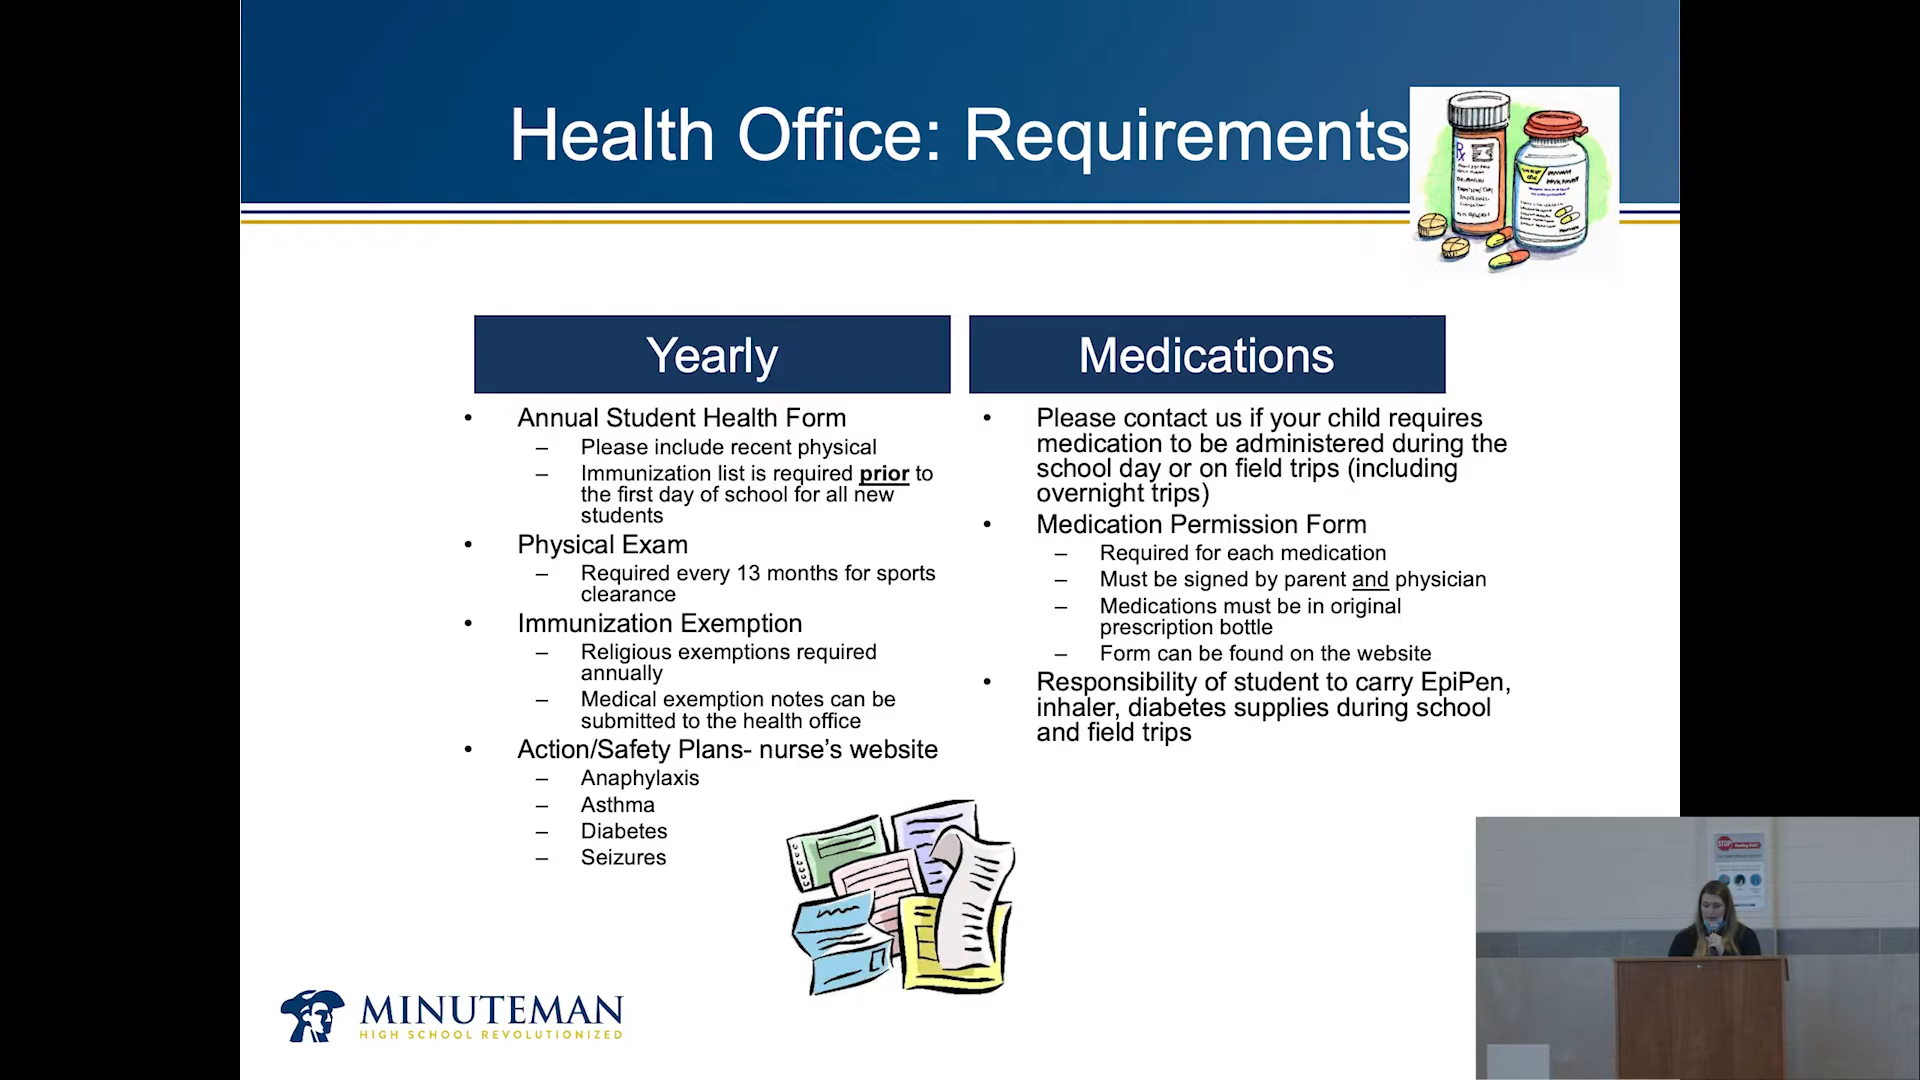 Health Office: Requirements
Yearly
• Annual Student Health Form
– Please include recent physical
– Immunization list is required prior to
the first day of school for all new
students
• Physical Exam
– Required every 13 months for sports
clearance
• Immunization Exemption
– Religious exemptions required
annually
– Medical exemption notes can be
submitted to the health office
• Action/Safety Plans- nurse’s website
– Anaphylaxis
– Asthma
– Diabetes
– Seizures
Medications
• Please contact us if your child requires
medication to be administered during the
school day or on field trips (including
overnight trips)
• Medication Permission Form
– Required for each medication
– Must be signed by parent and physician
– Medications must be in original
prescription bottle
– Form can be found on the website
• Responsibility of student to carry EpiPen,
inhaler, diabetes supplies during school
and field trips
MINUTEMAN
HIGH SCHOOL REVOLUTIONIZED
STOP